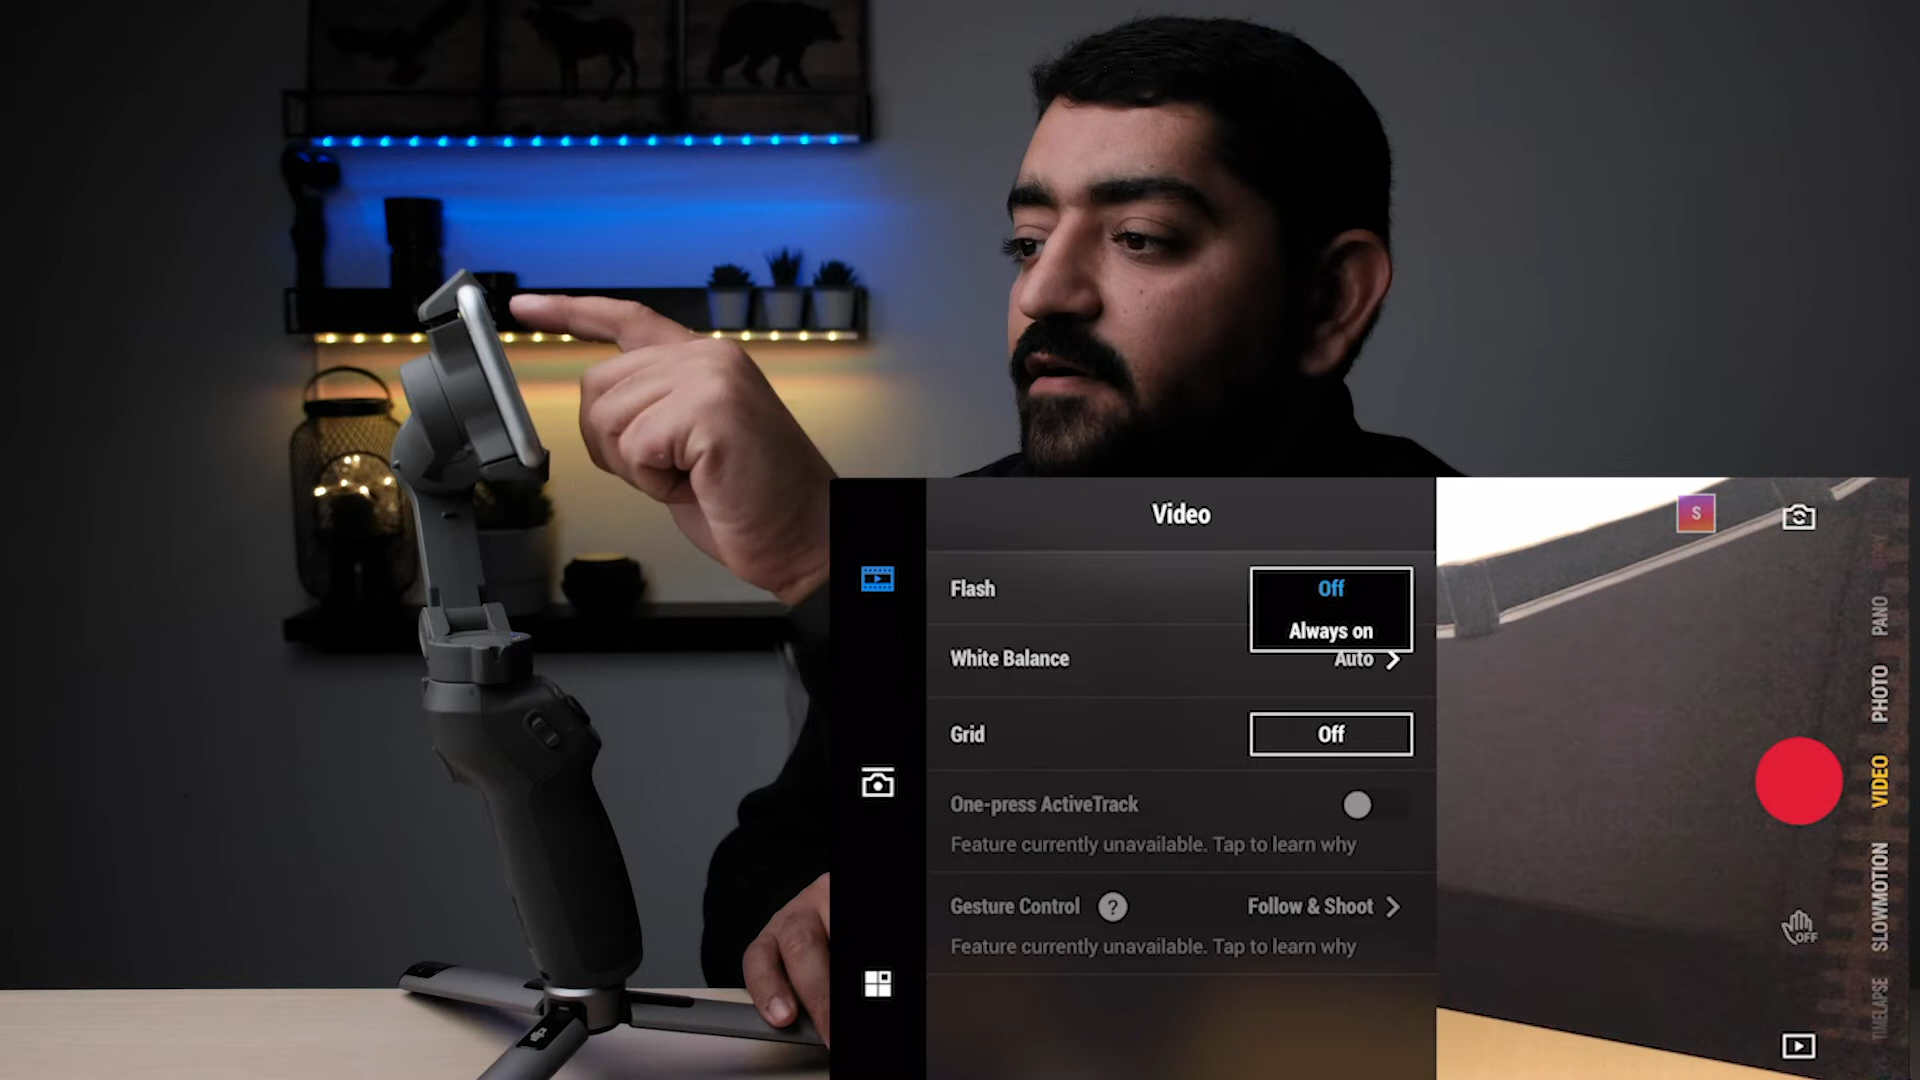 Video
Flash
Off
Always on
White Balance
Auto
Grid
Off
One-press ActiveTrack
Feature currently unavailable. Tap to learn why
Gesture Control
?
Follow & Shoot
Feature currently unavailable. Tap to learn why
S
PANO
PHOTO
VIDEO
SLOWMOTION
TIMELAPSE
OFF